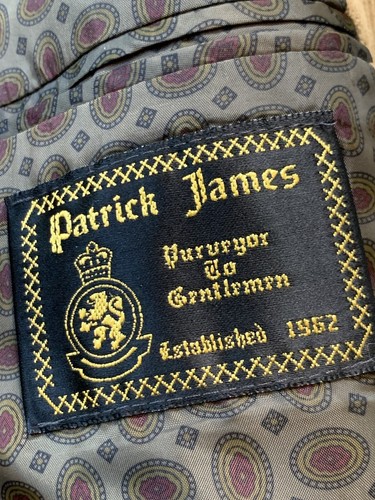 Patrick James
Purveyor
To
Gentlemen
Established 1962